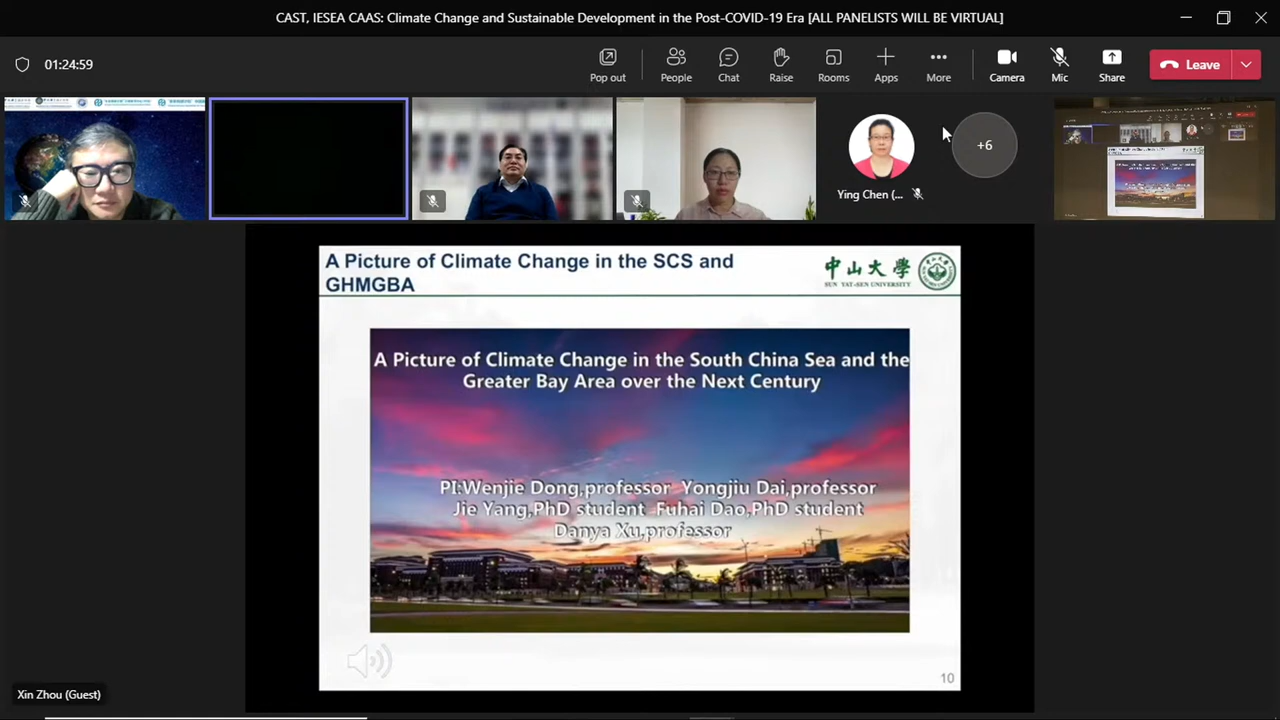 CAST, IESEA CAAS: Climate Change and Sustainable Development in the Post-COVID-19 Era [ALL PANELISTS WILL BE VIRTUAL]
01:24:59
Pop out
People
Chat
Raise
Rooms
Apps
More
Camera
Mic
Share
Leave
+6
Ying Chen (...
A Picture of Climate Change in the SCS and
GHMGBA
中山大學
SUN YAT-SEN UNIVERSITY
A Picture of Climate Change in the South China Sea and the
Greater Bay Area over the Next Century
PI:Wenjie Dong,professor Yongjiu Dai,professor
Jie Yang,PhD student Fuhai Dao,PhD student
Danya Xu,professor
10
Xin Zhou (Guest)